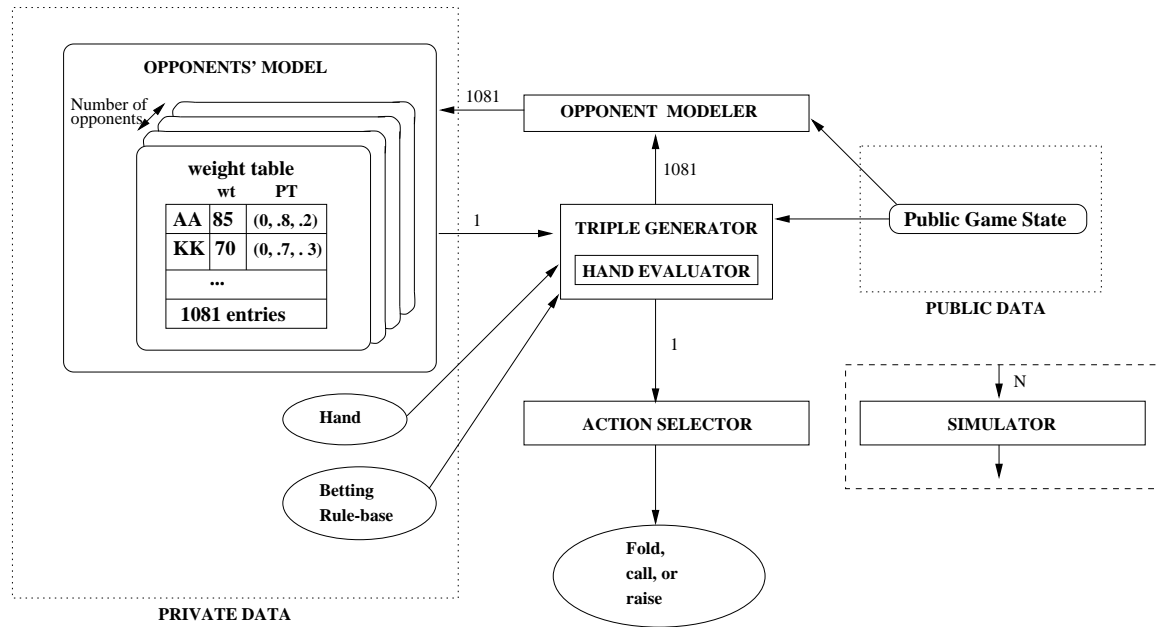 OPPONENTS' MODEL
Number of
opponents
weight table
wt PT
AA 85 (0, .8, .2)
KK 70 (0, .7, . 3)
...
1081 entries
Hand
Betting
Rule-base
PRIVATE DATA
1081
OPPONENT MODELER
1081
1
TRIPLE GENERATOR
HAND EVALUATOR
1
ACTION SELECTOR
Fold,
call, or
raise
Public Game State
PUBLIC DATA
N
SIMULATOR